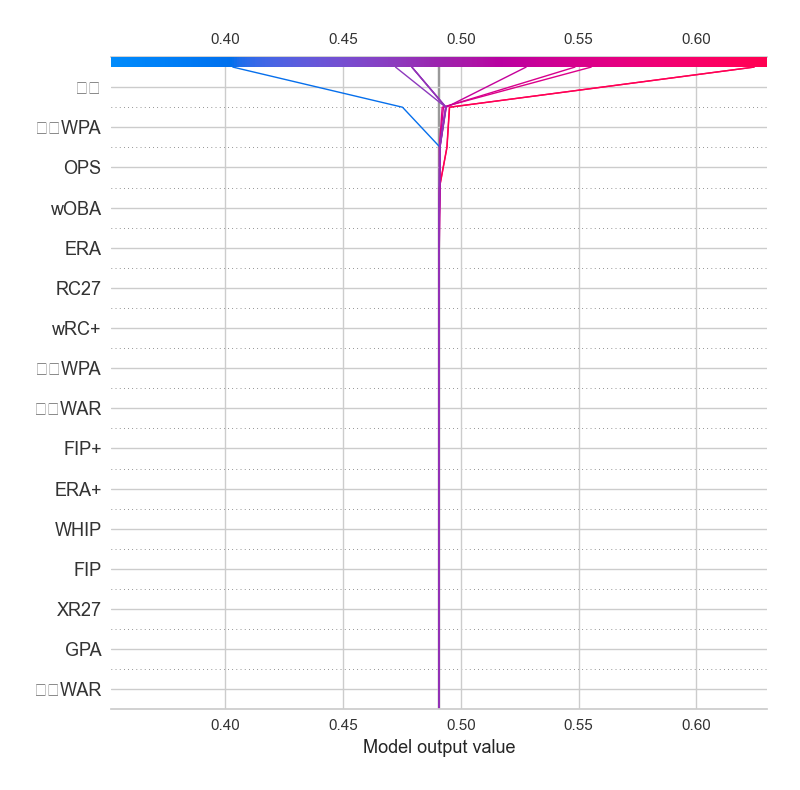 0.40 0.45 0.50 0.55 0.60
WPA
OPS
wOBA
ERA
RC27
wRC+
WPA
WAR
FIP+
ERA+
WHIP
FIP
XR27
GPA
WAR
0.40 0.45 0.50 0.55 0.60
Model output value